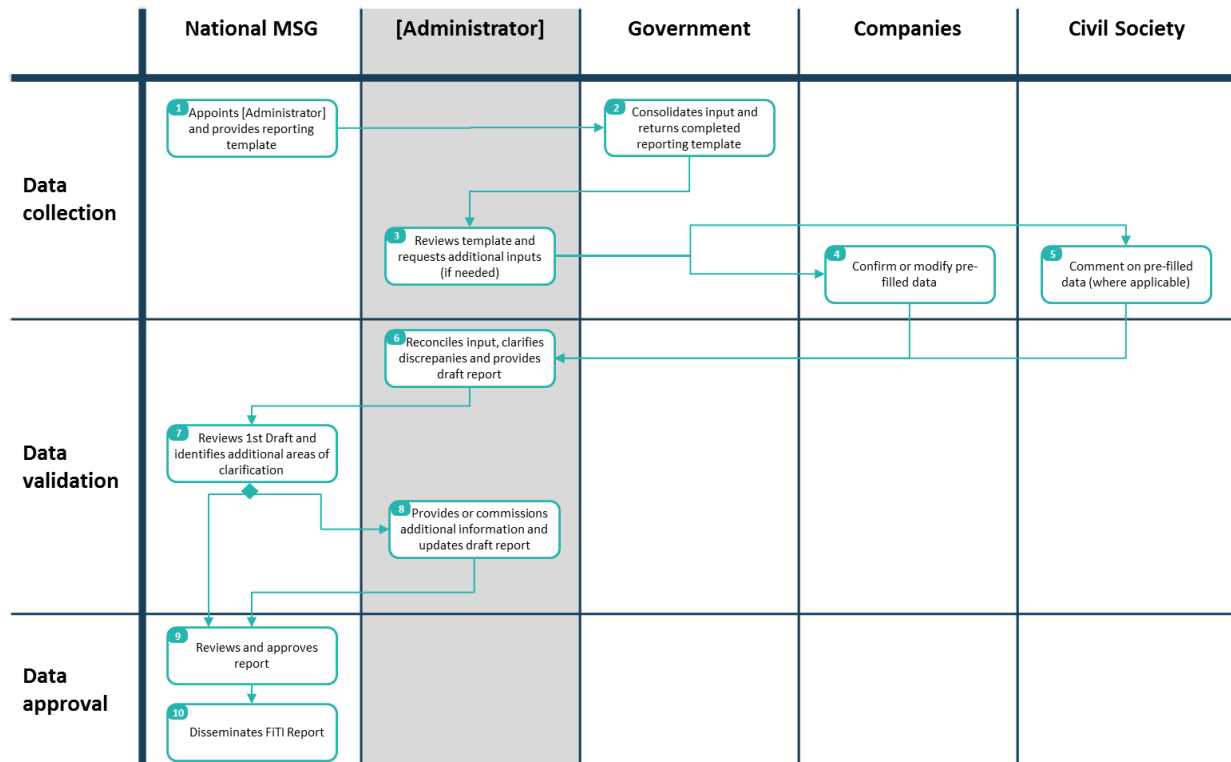 National MSG
[Administrator]
Government
Companies
Civil Society
Data
collection
1
Appoints [Administrator]
and provides reporting
template
2
Consolidates input and
returns completed
reporting template
3
Reviews template and
requests additional inputs
(if needed)
4
Confirm or modify pre-
filled data
5
Comment on pre-filled
data (where applicable)
Data
validation
6
Reconciles input, clarifies
discrepanies and provides
draft report
7
Reviews 1st Draft and
identifies additional areas of
clarification
8
Provides or commissions
additional information and
updates draft report
Data
approval
9
Reviews and approves
report
10
Disseminates FiTI Report